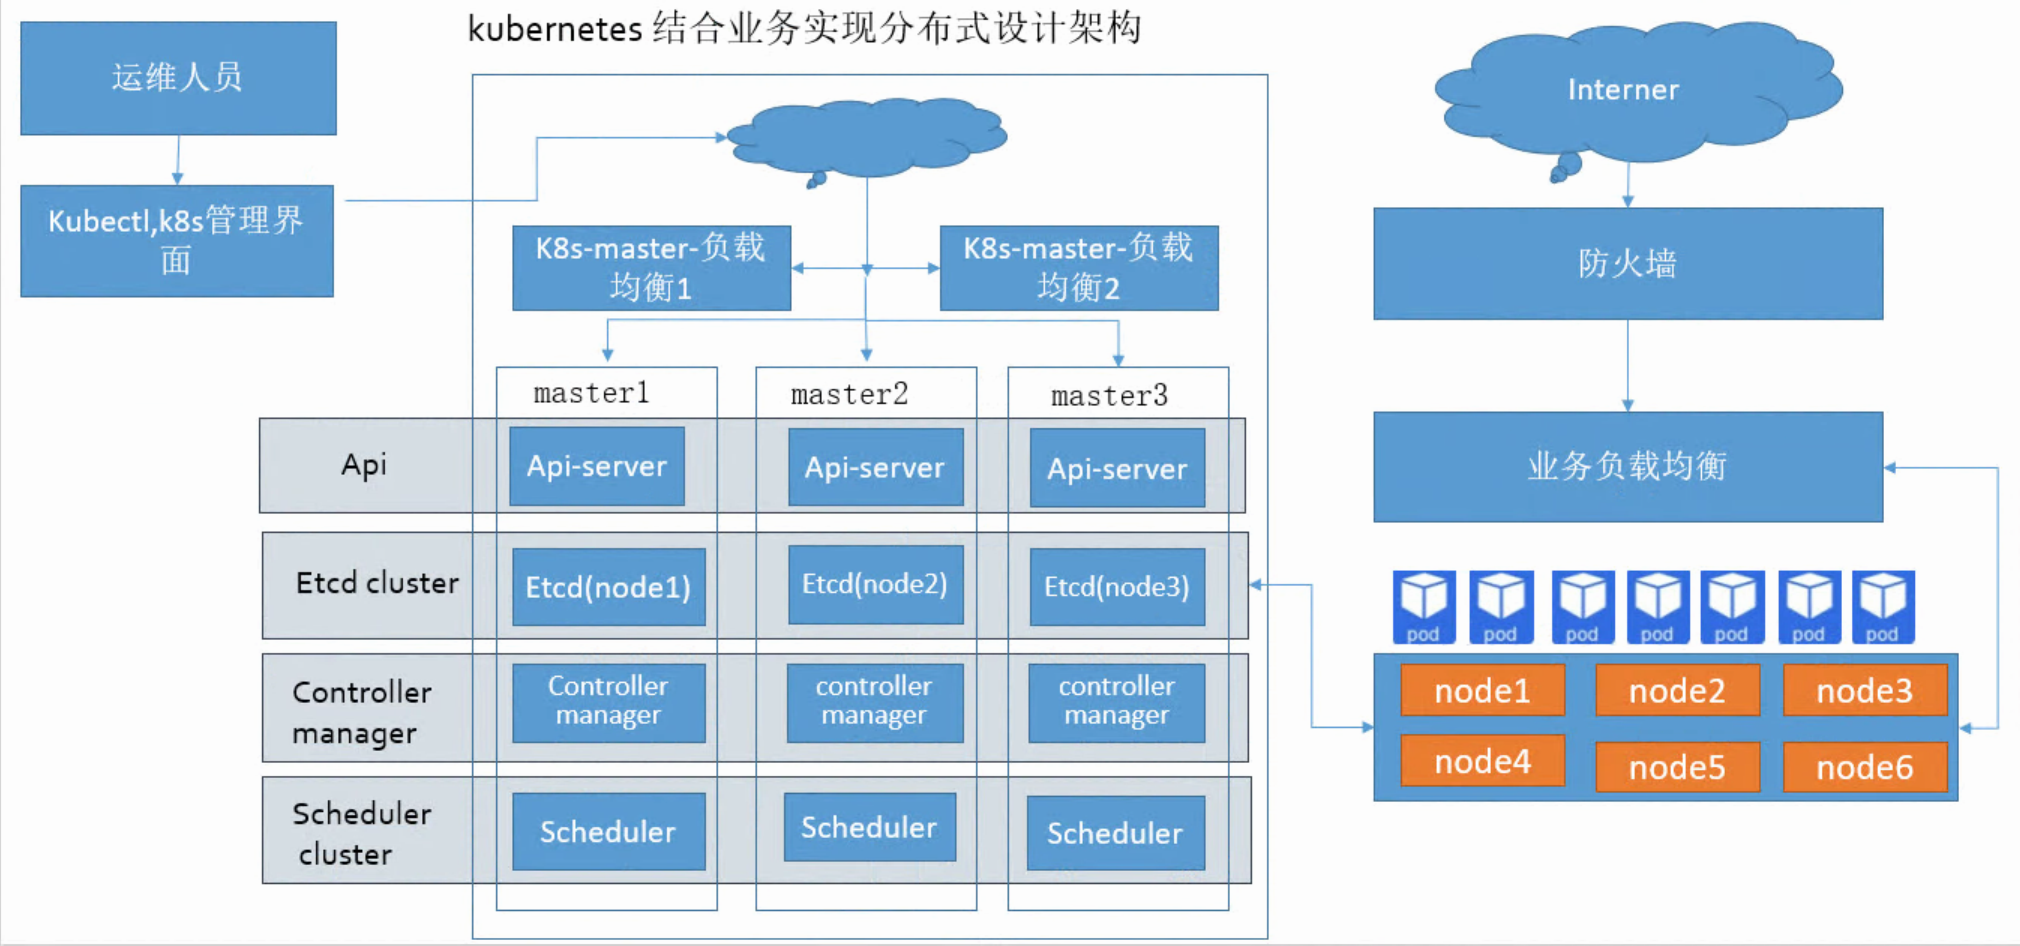 kubernetes 结合业务实现分布式设计架构
运维人员
Kubectl,k8s管理界
面
K8s-master-负载
均衡1
K8s-master-负载
均衡2
master1
master2
master3
Api
Api-server
Api-server
Api-server
Etcd cluster
Etcd(node1)
Etcd(node2)
Etcd(node3)
Controller
manager
Controller
manager
controller
manager
controller
manager
Scheduler
cluster
Scheduler
Scheduler
Scheduler
Interner
防火墙
业务负载均衡
pod
pod
pod
pod
pod
pod
pod
node1
node2
node3
node4
node5
node6